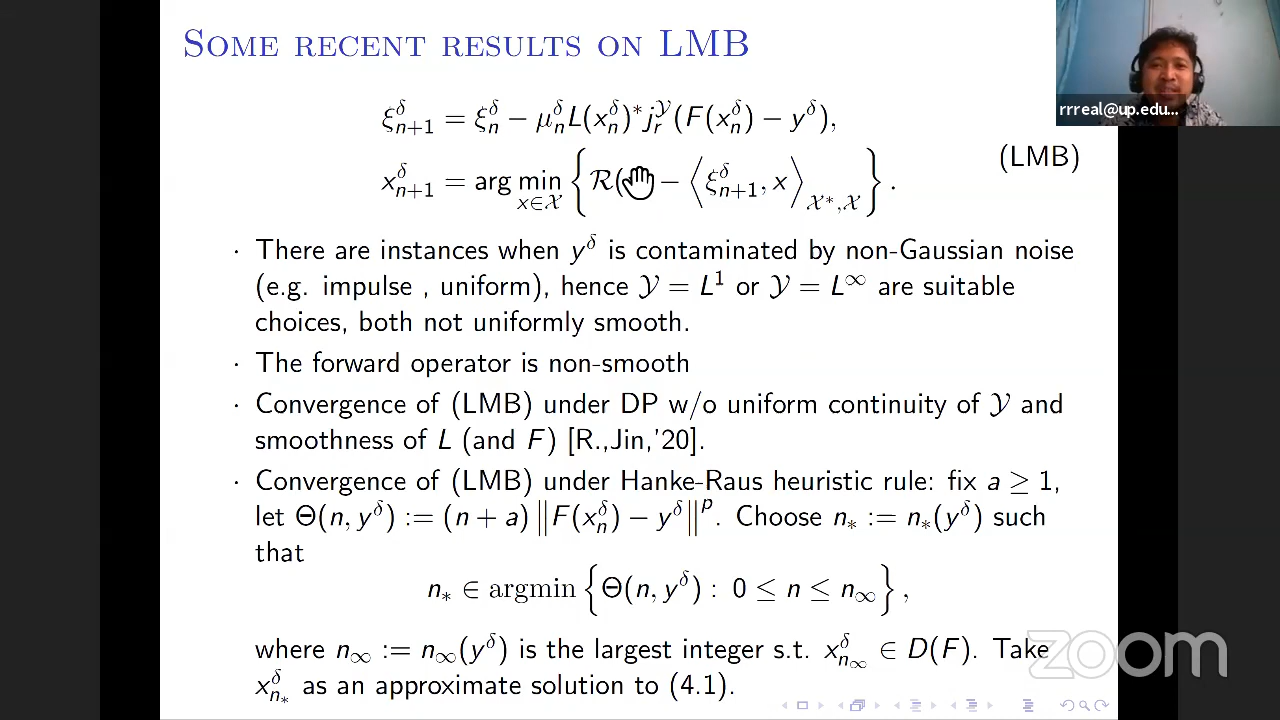 SOME RECENT RESULTS ON LMB
rrreal@up.edu...
ξ^δ_{n+1} = ξ^δ_n − μ^δ_n L(x^δ_n)^* j^𝒴_r (F(x^δ_n) − y^δ),
(LMB)
x^δ_{n+1} = arg min_{x∈𝒳} { ℛ( − ⟨ξ^δ_{n+1}, x⟩_{𝒳*,𝒳} } .
· There are instances when y^δ is contaminated by non-Gaussian noise
(e.g. impulse , uniform), hence 𝒴 = L^1 or 𝒴 = L^∞ are suitable
choices, both not uniformly smooth.
· The forward operator is non-smooth
· Convergence of (LMB) under DP w/o uniform continuity of 𝒴 and
smoothness of L (and F) [R.,Jin,'20].
· Convergence of (LMB) under Hanke-Raus heuristic rule: fix a ≥ 1,
let Θ(n, y^δ) := (n + a) ‖F(x^δ_n) − y^δ‖^p. Choose n_* := n_*(y^δ) such
that
n_* ∈ argmin { Θ(n, y^δ) : 0 ≤ n ≤ n_∞ } ,
where n_∞ := n_∞(y^δ) is the largest integer s.t. x^δ_{n_∞} ∈ D(F). Take
x^δ_{n_*} as an approximate solution to (4.1).
zoom